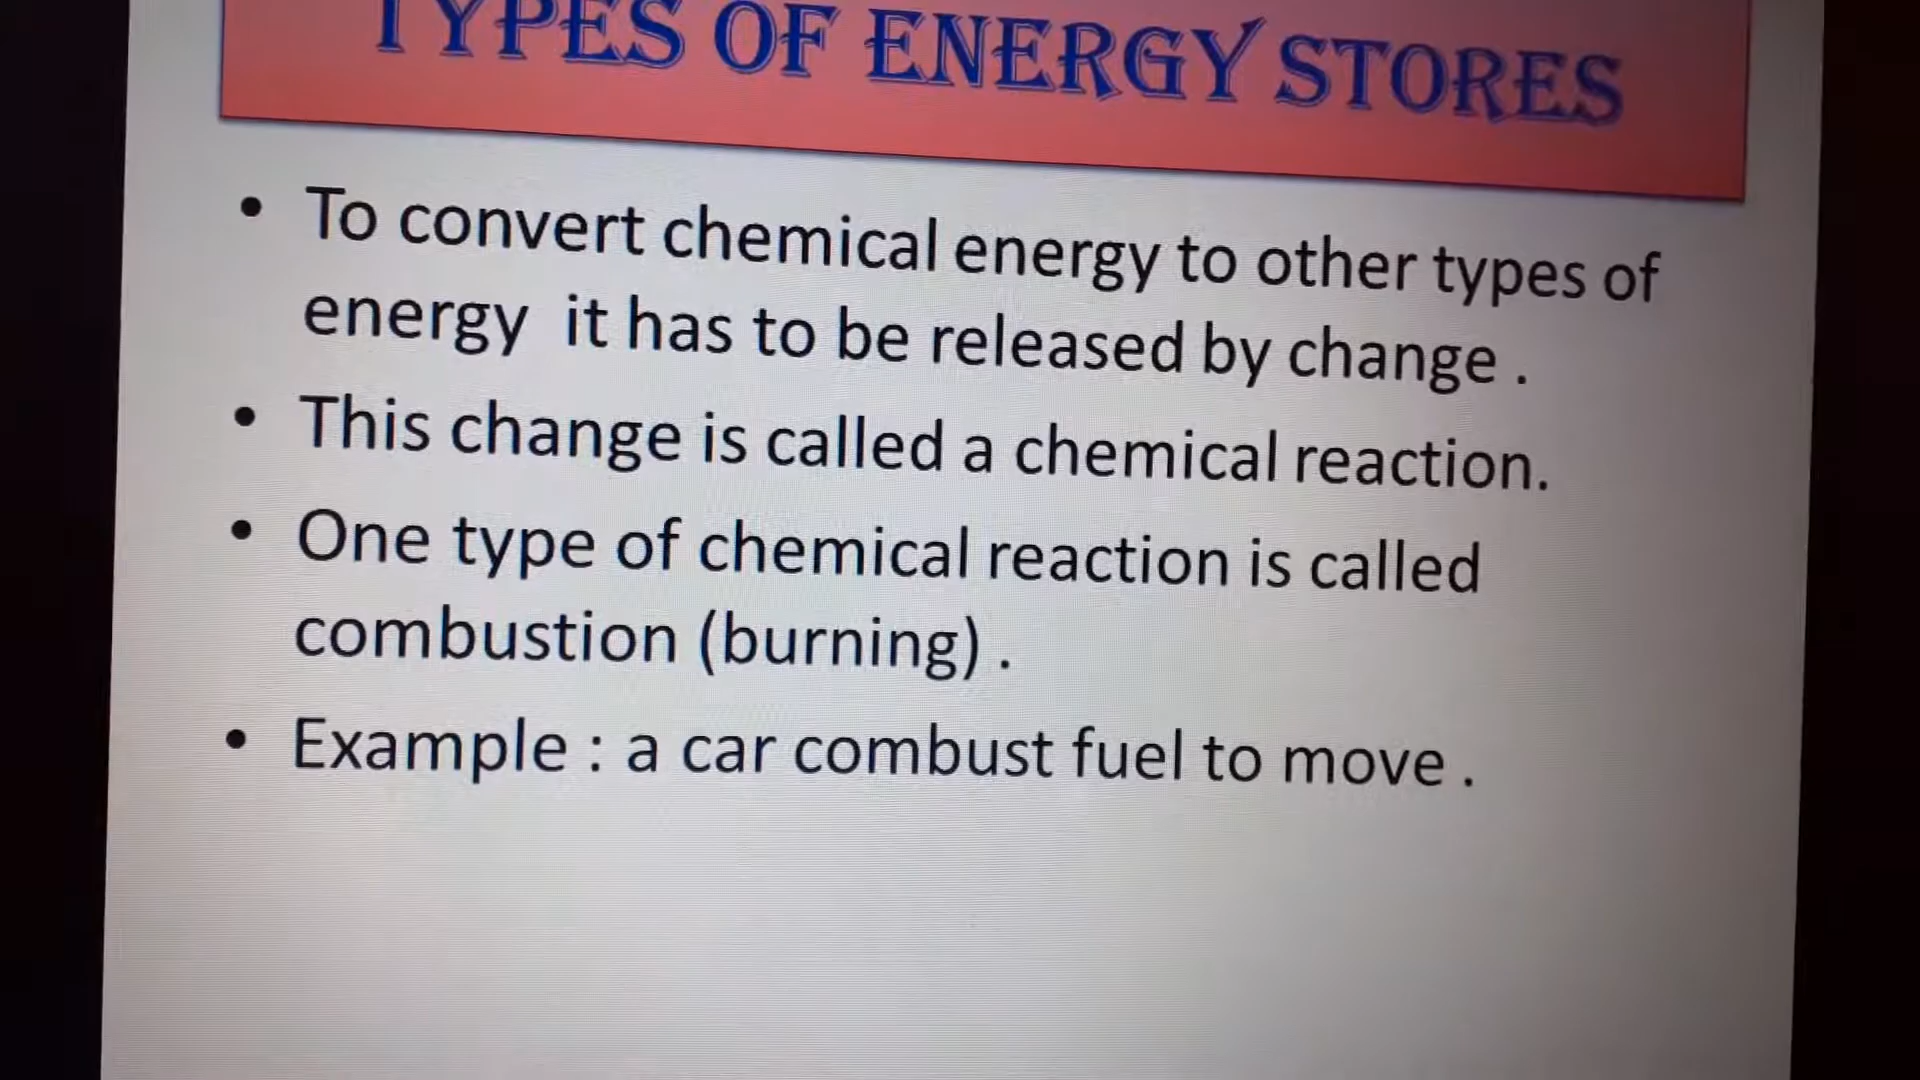 TYPES OF ENERGY STORES
• To convert chemical energy to other types of
energy it has to be released by change .
• This change is called a chemical reaction.
• One type of chemical reaction is called
combustion (burning) .
• Example : a car combust fuel to move .